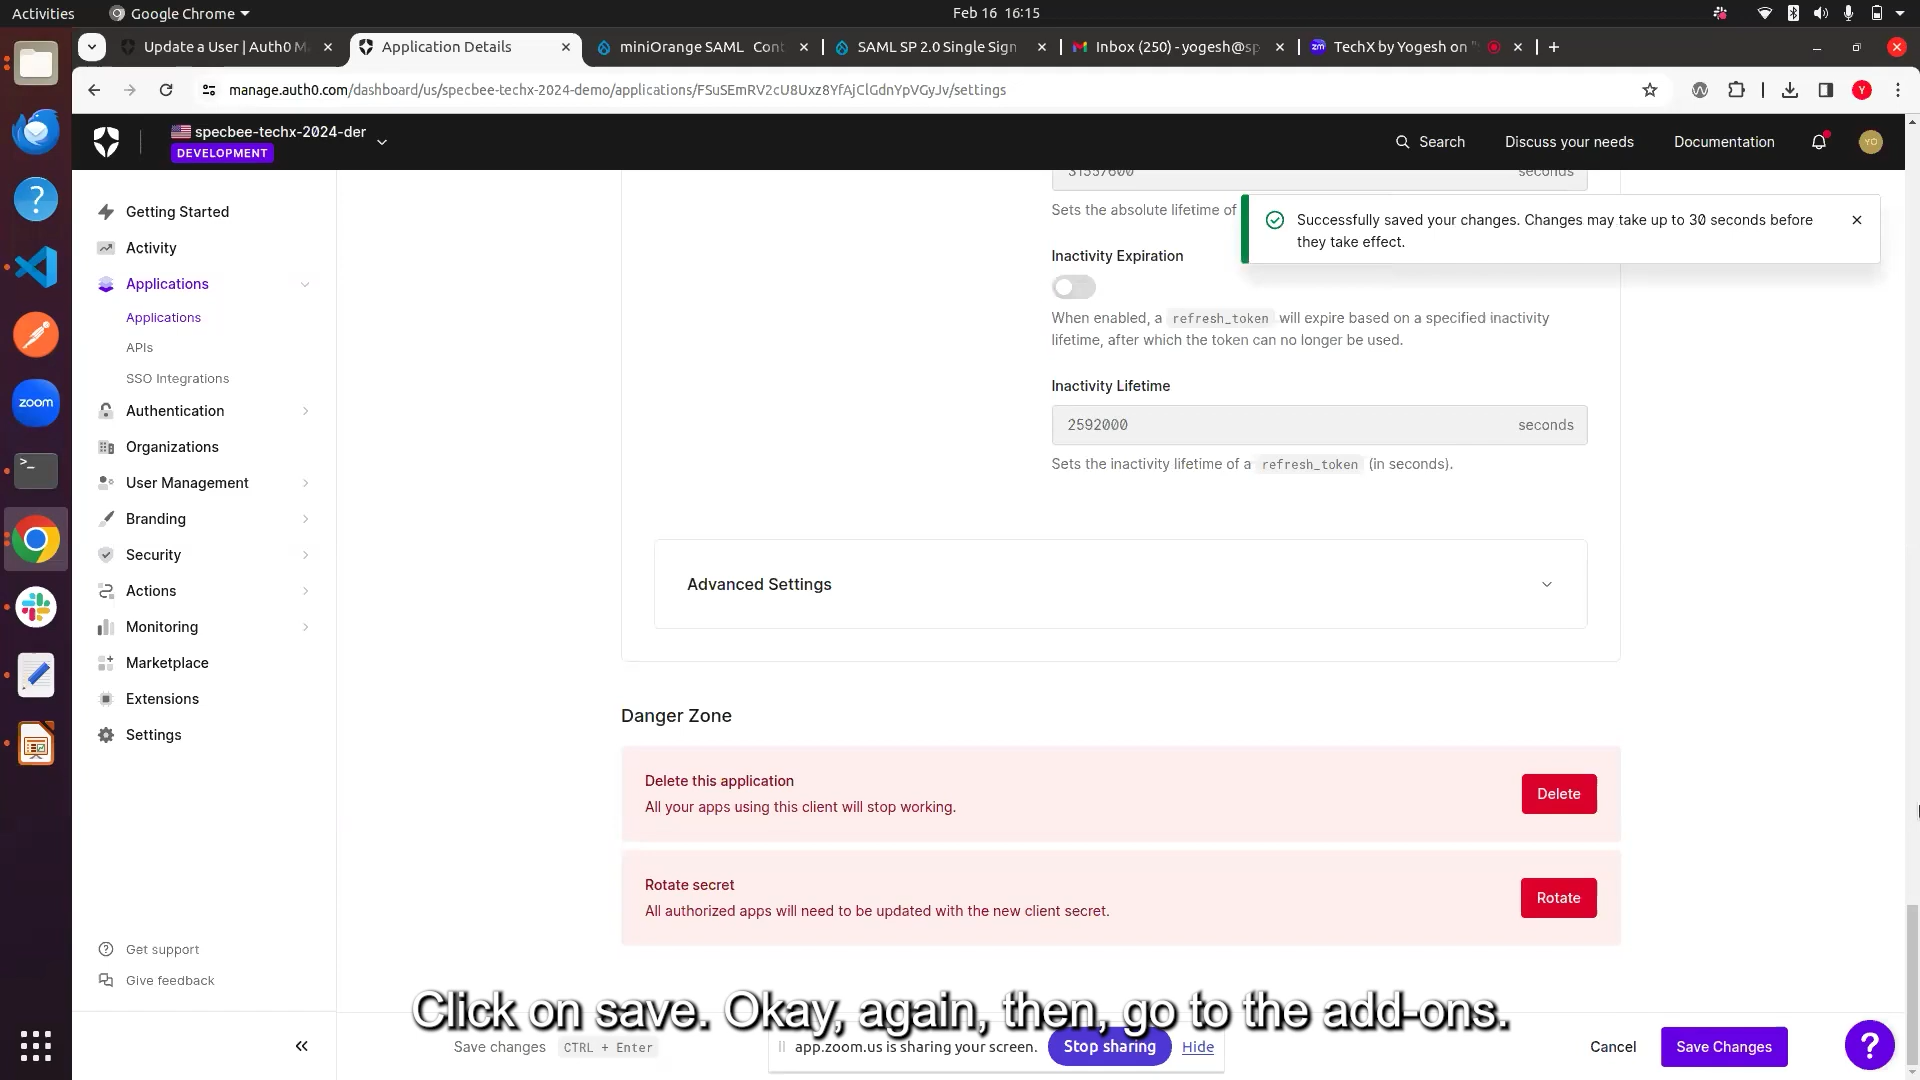 Activities
Google Chrome
Feb 16 16:15
Update a User | Auth0 M
Application Details
miniOrange SAML Cont
SAML SP 2.0 Single Sign
Inbox (250) - yogesh@sp
TechX by Yogesh on "
manage.auth0.com/dashboard/us/specbee-techx-2024-demo/applications/FSuSEmRV2cU8Uxz8YfAjClGdnYpVGyJv/settings
Y
specbee-techx-2024-der
DEVELOPMENT
Search
Discuss your needs
Documentation
YO
Getting Started
Activity
Applications
Applications
APIs
SSO Integrations
Authentication
Organizations
User Management
Branding
Security
Actions
Monitoring
Marketplace
Extensions
Settings
Get support
Give feedback
zoom
zm
31557600 seconds
Sets the absolute lifetime of
Successfully saved your changes. Changes may take up to 30 seconds before
they take effect.
Inactivity Expiration
When enabled, a refresh_token will expire based on a specified inactivity
lifetime, after which the token can no longer be used.
Inactivity Lifetime
2592000 seconds
Sets the inactivity lifetime of a refresh_token (in seconds).
Advanced Settings
Danger Zone
Delete this application
All your apps using this client will stop working.
Delete
Rotate secret
All authorized apps will need to be updated with the new client secret.
Rotate
Click on save. Okay, again, then, go to the add-ons.
Save changes CTRL + Enter
app.zoom.us is sharing your screen.
Stop sharing
Hide
Cancel
Save Changes